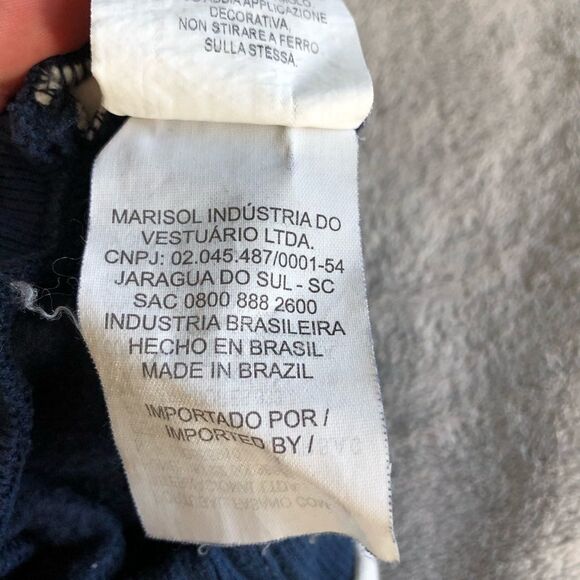 APPLICAZIONE
DECORATIVA,
NON STIRARE A FERRO
SULLA STESSA.
MARISOL INDÚSTRIA DO
VESTUÁRIO LTDA.
CNPJ: 02.045.487/0001-54
JARAGUA DO SUL - SC
SAC 0800 888 2600
INDUSTRIA BRASILEIRA
HECHO EN BRASIL
MADE IN BRAZIL
IMPORTADO POR /
IMPORTED BY /